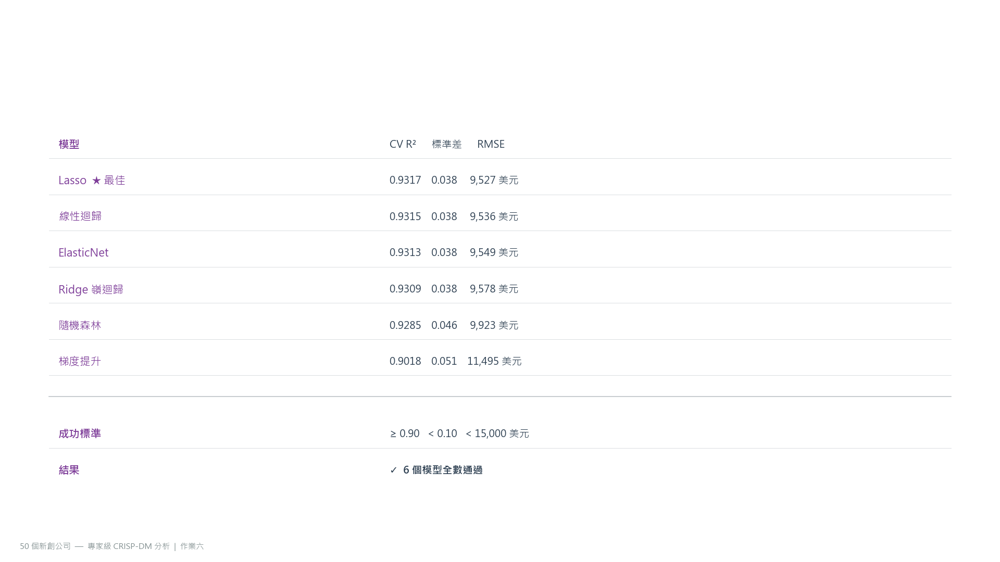 模型 CV R² 標準差 RMSE
Lasso ★ 最佳 0.9317 0.038 9,527 美元
線性迴歸 0.9315 0.038 9,536 美元
ElasticNet 0.9313 0.038 9,549 美元
Ridge 嶺迴歸 0.9309 0.038 9,578 美元
隨機森林 0.9285 0.046 9,923 美元
梯度提升 0.9018 0.051 11,495 美元
成功標準 ≥ 0.90 < 0.10 < 15,000 美元
結果 ✓ 6 個模型全數通過
50 個新創公司 — 專家級 CRISP-DM 分析 | 作業六